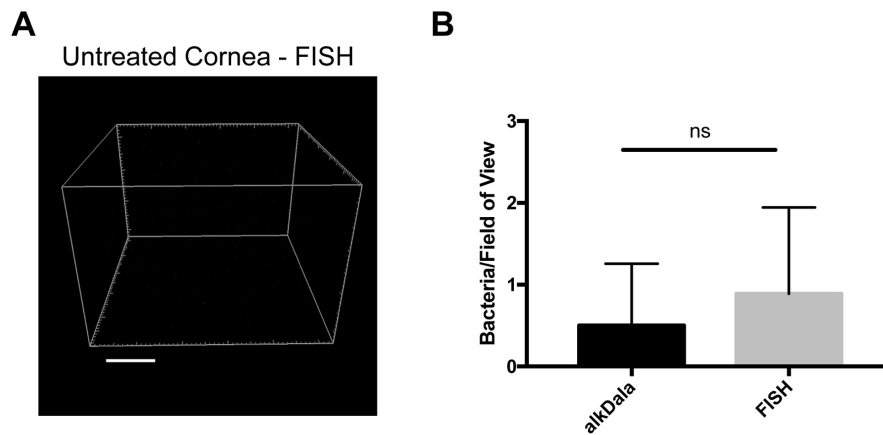 A
Untreated Cornea - FISH
B
ns
Bacteria/Field of View
3
2
1
0
alkDala
FISH